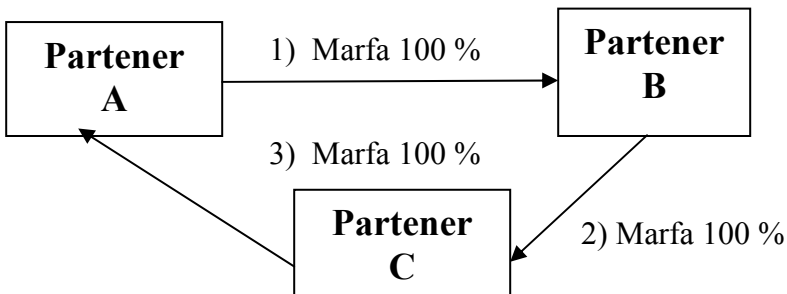 Partener
A
1) Marfa 100 %
Partener
B
3) Marfa 100 %
Partener
C
2) Marfa 100 %